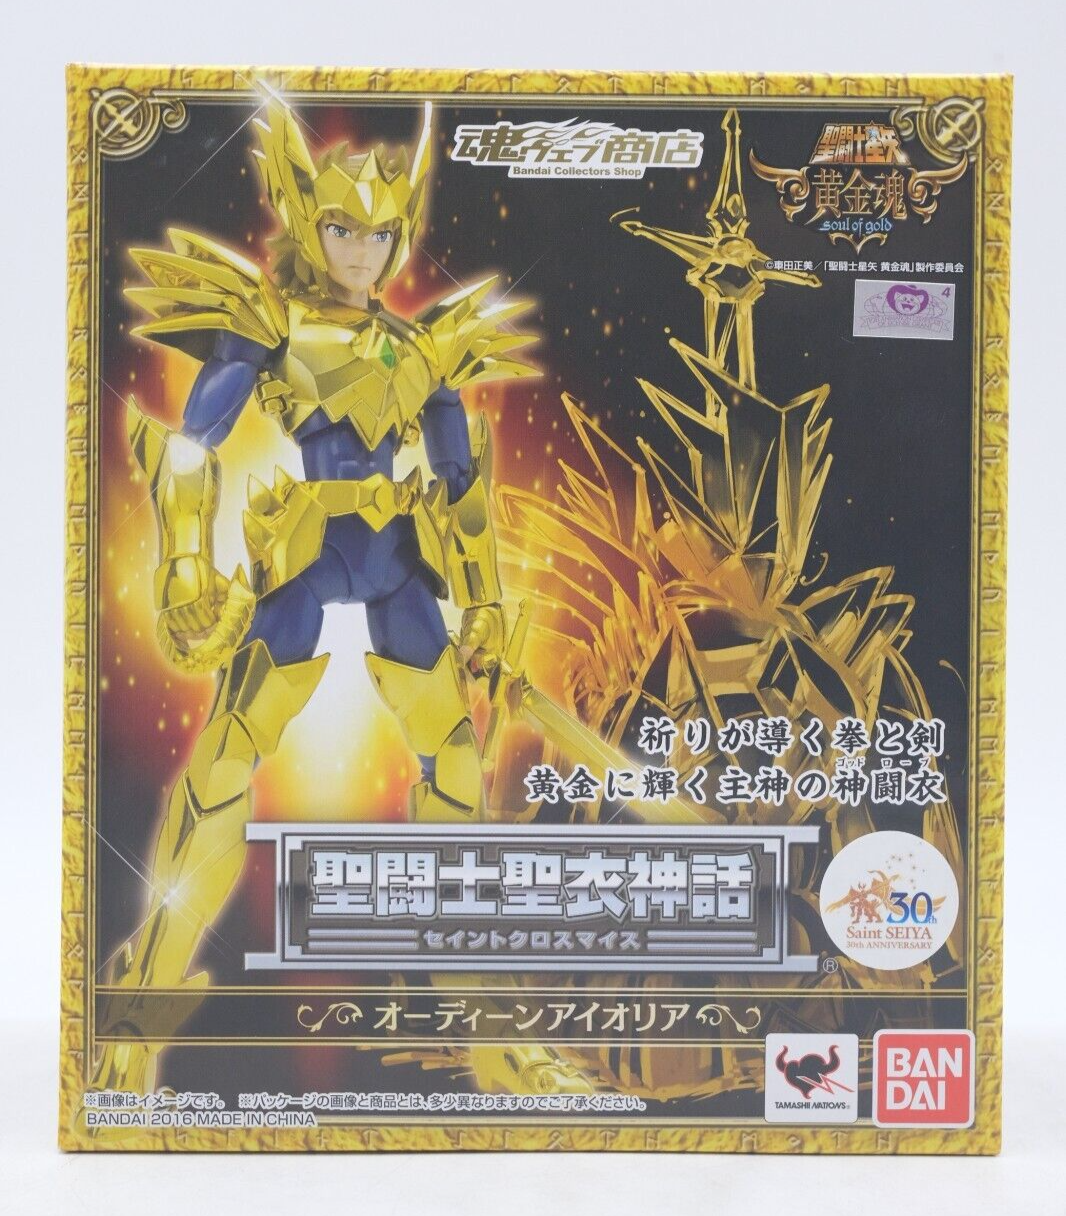 魂ウェブ商店
Bandai Collectors Shop
聖闘士星矢
黄金魂
soul of gold
©車田正美／「聖闘士星矢 黄金魂」製作委員会
4
祈りが導く拳と剣
ゴッド ローブ
黄金に輝く主神の神闘衣
聖闘士聖衣神話
セイントクロスマイス
®
30th
Saint SEIYA
30th ANNIVERSARY
オーディーンアイオリア
TAMASHII NATIONS®
BAN
DAI
※画像はイメージです。 ※パッケージの画像と商品とは、多少異なりますのでご了承ください。
BANDAI 2016 MADE IN CHINA